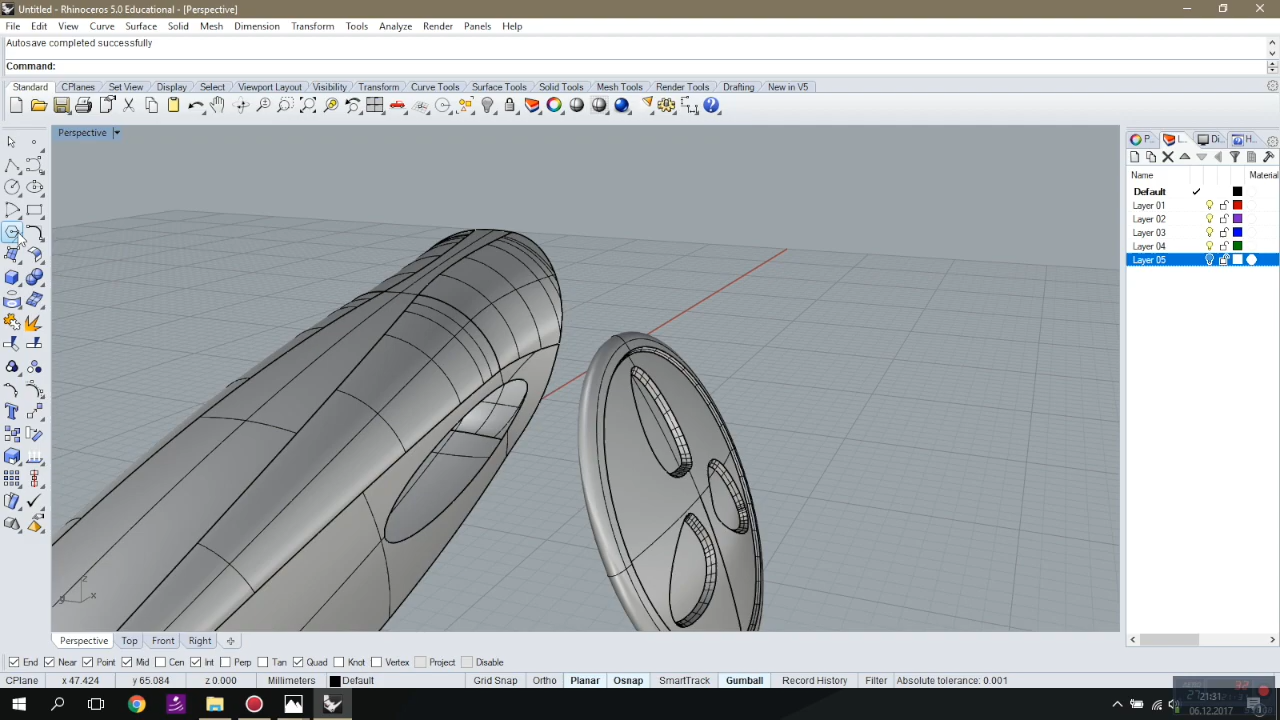 Untitled - Rhinoceros 5.0 Educational - [Perspective]
File Edit View Curve Surface Solid Mesh Dimension Transform Tools Analyze Render Panels Help
Autosave completed successfully
Command:
Standard CPlanes Set View Display Select Viewport Layout Visibility Transform Curve Tools Surface Tools Solid Tools Mesh Tools Render Tools Drafting New in V5
Perspective
P... L... Di... H...
Name Material
Default
Layer 01
Layer 02
Layer 03
Layer 04
Layer 05
z
y x
Perspective Top Front Right
End Near Point Mid Cen Int Perp Tan Quad Knot Vertex Project Disable
CPlane x 47.424 y 65.084 z 0.000 Millimeters Default Grid Snap Ortho Planar Osnap SmartTrack Gumball Record History Filter Absolute tolerance: 0.001
21:31
06.12.2017